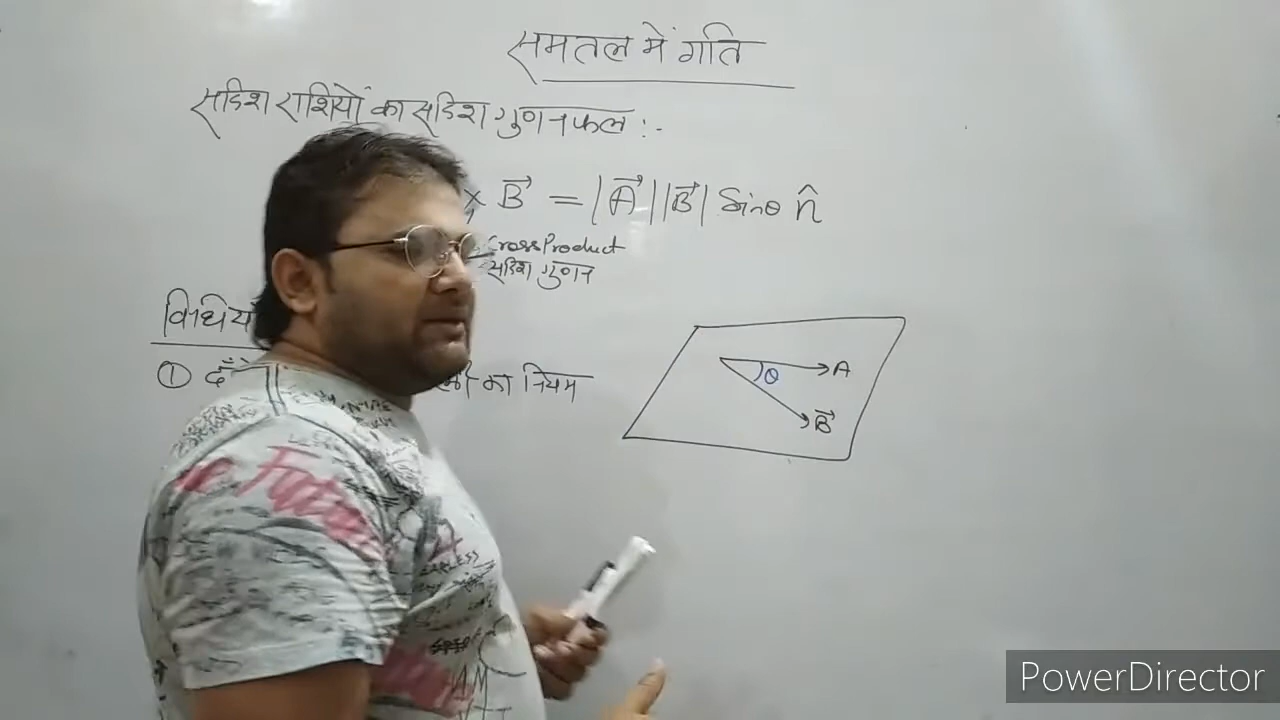 समतल में गति
सदिश राशियों का सदिश गुणनफल :-
× B⃗ = |A⃗||B⃗| Sinθ n̂
Cross Product
सदिश गुणन
विधियाँ
① का नियम
θ A
B⃗
PowerDirector